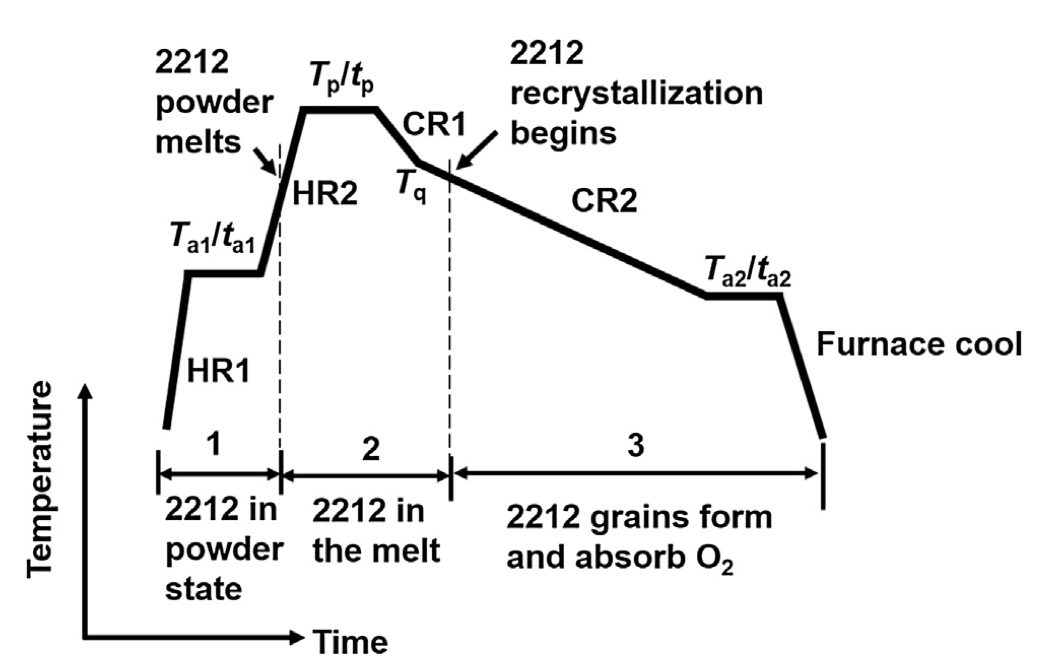 2212
powder
melts
Tp/tp
CR1
2212
recrystallization
begins
HR2
Tq
CR2
Ta1/ta1
Ta2/ta2
HR1
Furnace cool
Temperature
1
2
3
2212 in
powder
state
2212 in
the melt
2212 grains form
and absorb O2
Time